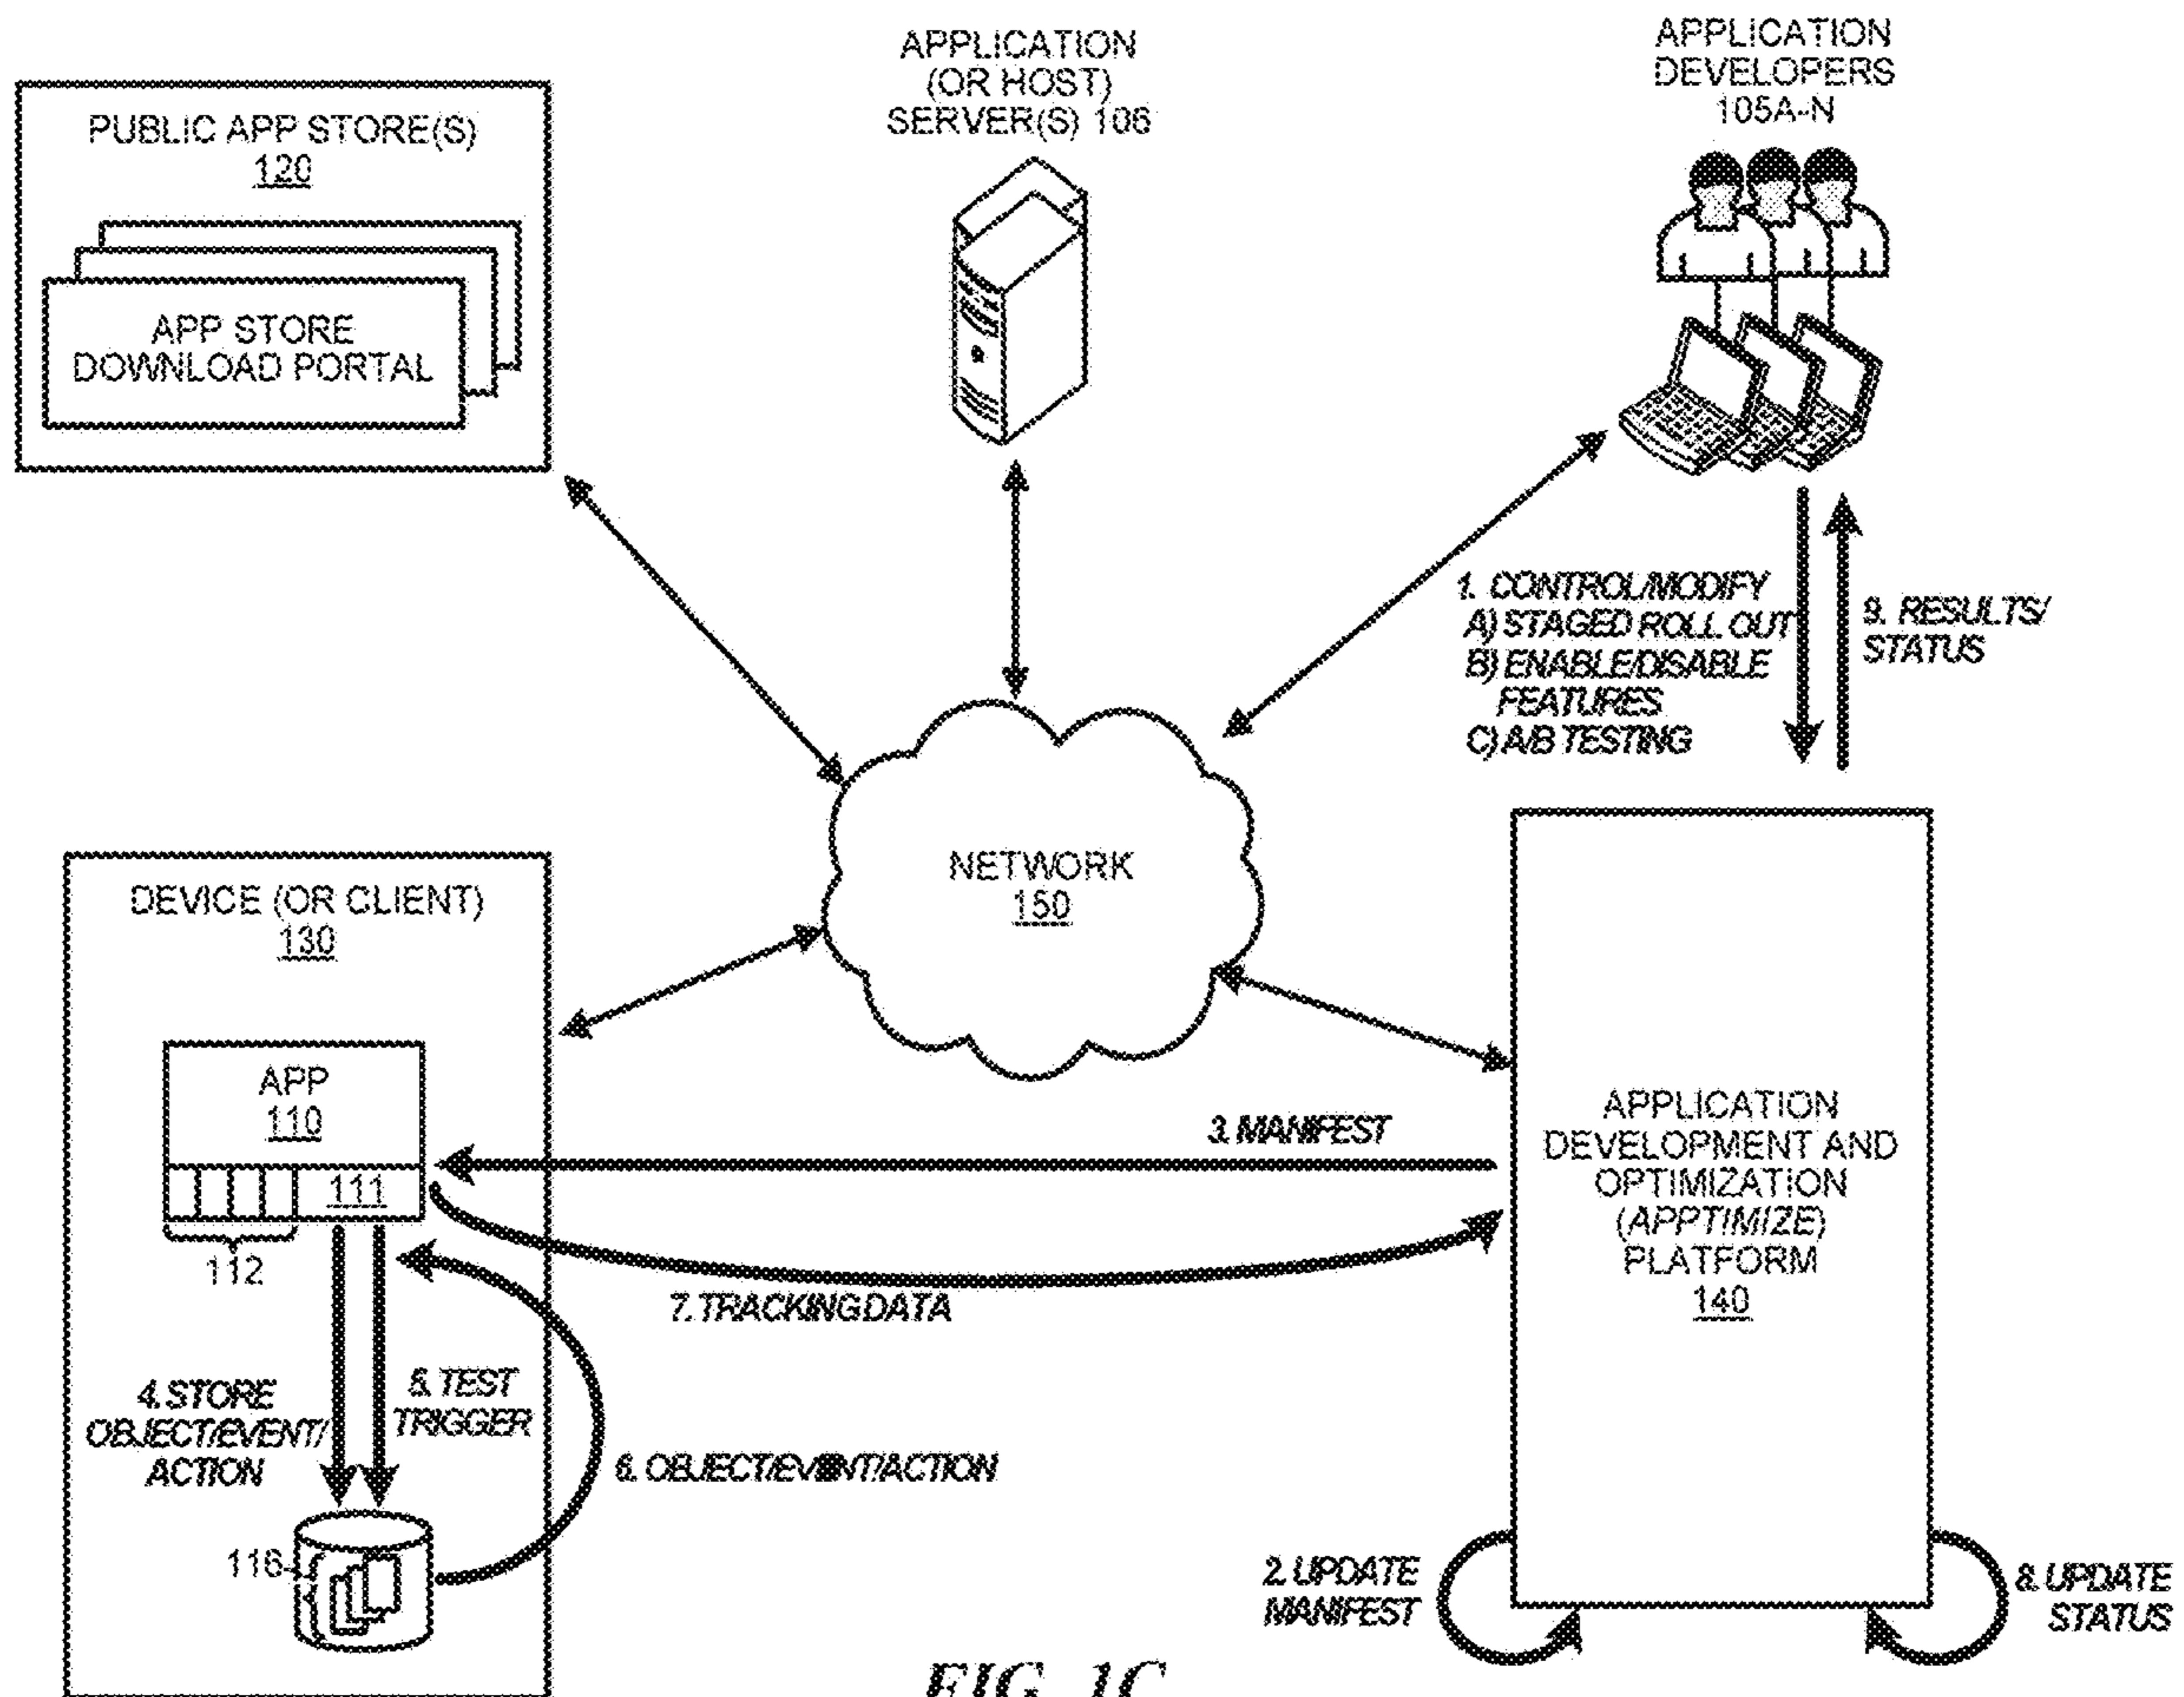 APPLICATION
(OR HOST)
SERVER(S) 106
APPLICATION
DEVELOPERS
105A-N
PUBLIC APP STORE(S)
120
APP STORE
DOWNLOAD PORTAL
1. CONTROL/MODIFY
A) STAGED ROLL OUT
B) ENABLE/DISABLE
FEATURES
C) A/B TESTING
9. RESULTS/
STATUS
NETWORK
150
DEVICE (OR CLIENT)
130
APP
110
111
112
3. MANIFEST
7. TRACKING DATA
APPLICATION
DEVELOPMENT AND
OPTIMIZATION
(APPTIMIZE)
PLATFORM
140
4. STORE
OBJECT/EVENT/
ACTION
5. TEST
TRIGGER
6. OBJECT/EVENT/ACTION
116
2. UPDATE
MANIFEST
8. UPDATE
STATUS
FIG. 1C